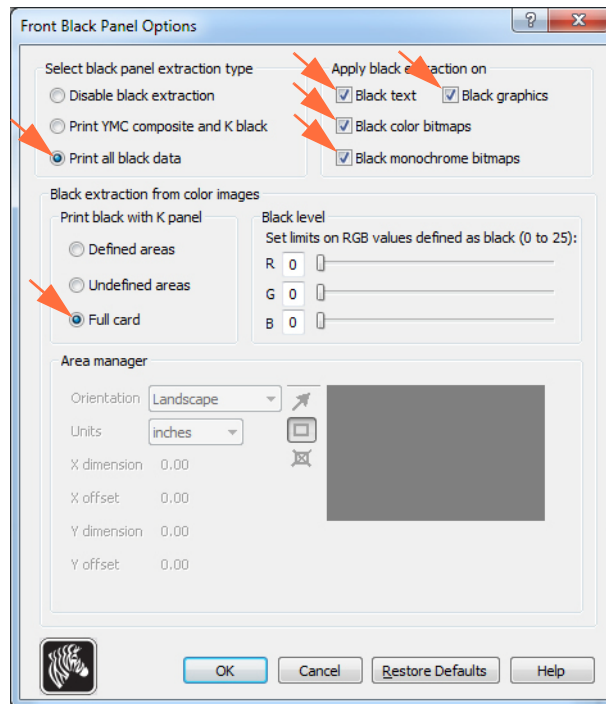 Front Black Panel Options
Select black panel extraction type
Disable black extraction
Print YMC composite and K black
Print all black data
Apply black extraction on
Black text
Black graphics
Black color bitmaps
Black monochrome bitmaps
Black extraction from color images
Print black with K panel
Defined areas
Undefined areas
Full card
Black level
Set limits on RGB values defined as black (0 to 25):
R 0
G 0
B 0
Area manager
Orientation Landscape
Units inches
X dimension 0.00
X offset 0.00
Y dimension 0.00
Y offset 0.00
OK
Cancel
Restore Defaults
Help